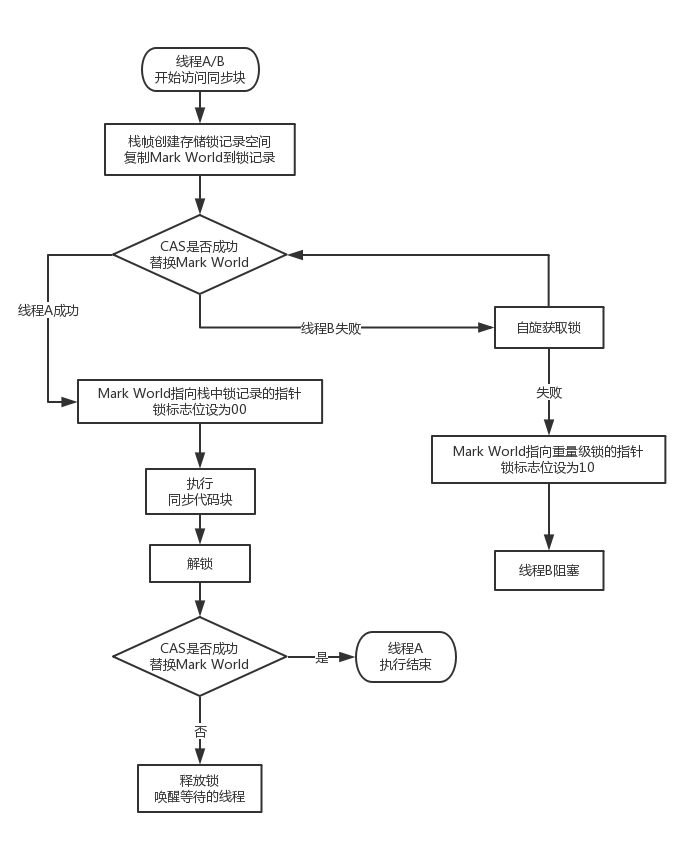 线程A/B
开始访问同步块
栈帧创建存储锁记录空间
复制Mark World到锁记录
CAS是否成功
替换Mark World
线程A成功
线程B失败
自旋获取锁
失败
Mark World指向栈中锁记录的指针
锁标志位设为00
Mark World指向重量级锁的指针
锁标志位设为10
执行
同步代码块
解锁
线程B阻塞
CAS是否成功
替换Mark World
是
线程A
执行结束
否
释放锁
唤醒等待的线程